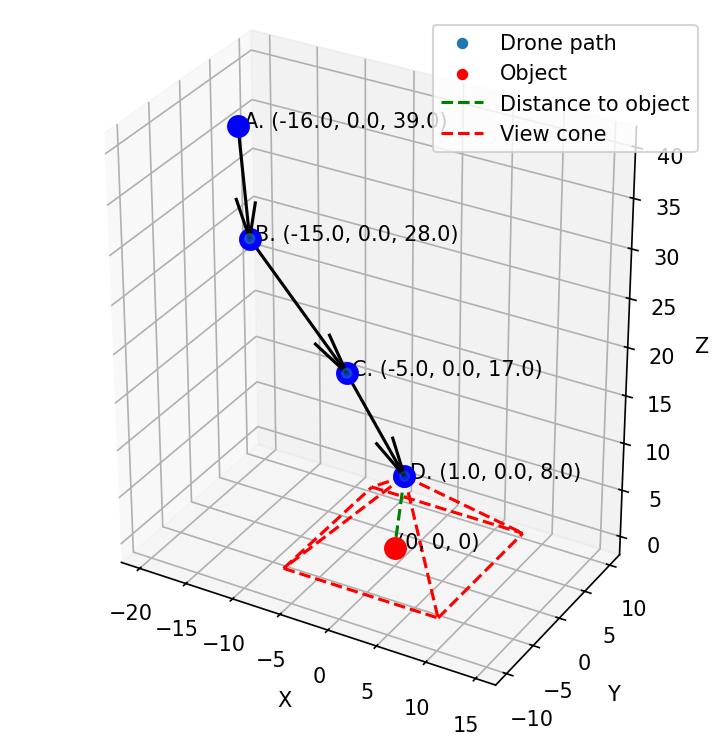 Drone path
Object
Distance to object
View cone
A. (-16.0, 0.0, 39.0)
B. (-15.0, 0.0, 28.0)
C. (-5.0, 0.0, 17.0)
D. (1.0, 0.0, 8.0)
(0, 0, 0)
40
35
30
25
20
15
10
5
0
Z
−20
−15
−10
−5
0
5
10
15
X
−10
−5
0
5
10
Y